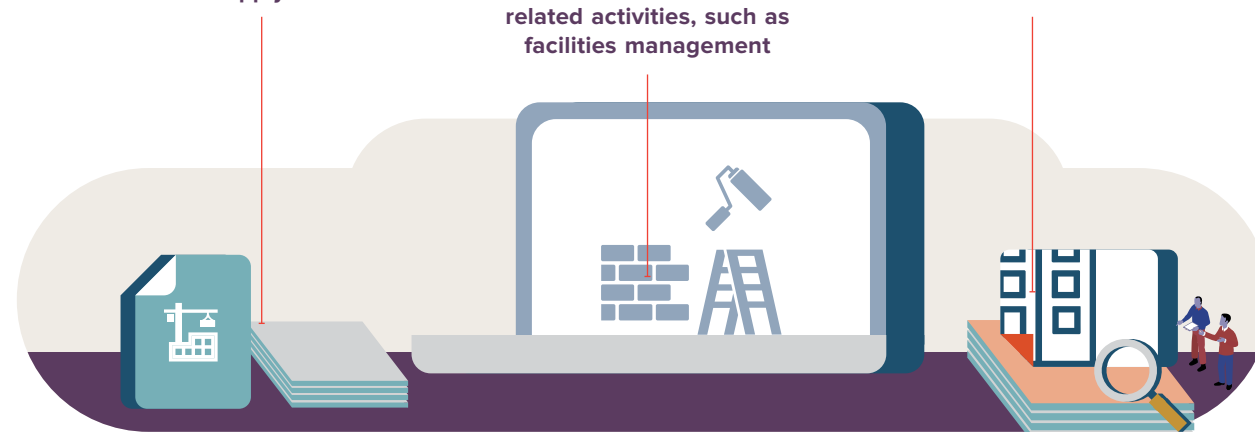 related activities, such as
facilities management